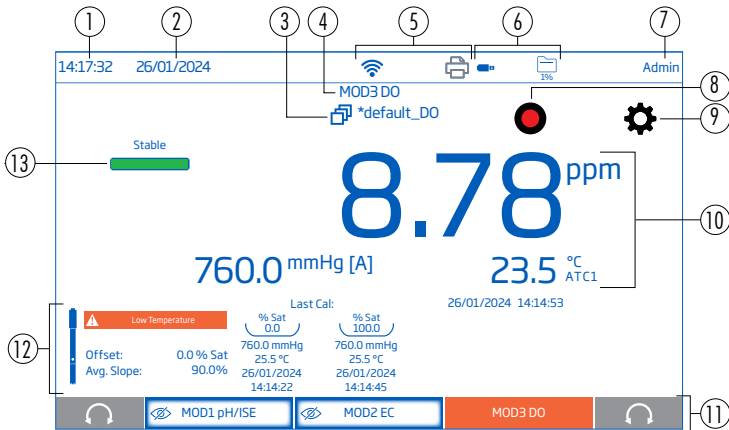 1 2 3 4 5 6 7
14:17:32 26/01/2024 1% Admin
MOD3 DO
*default_DO
8
9
Stable
13
8.78 ppm
10
760.0 mmHg [A] 23.5 °C
ATC1
Last Cal: 26/01/2024 14:14:53
12
Low Temperature
Offset: 0.0 % Sat
Avg. Slope: 90.0%
% Sat
0.0
760.0 mmHg
25.5 °C
26/01/2024
14:14:22
% Sat
100.0
760.0 mmHg
25.5 °C
26/01/2024
14:14:45
MOD1 pH/ISE MOD2 EC MOD3 DO
11